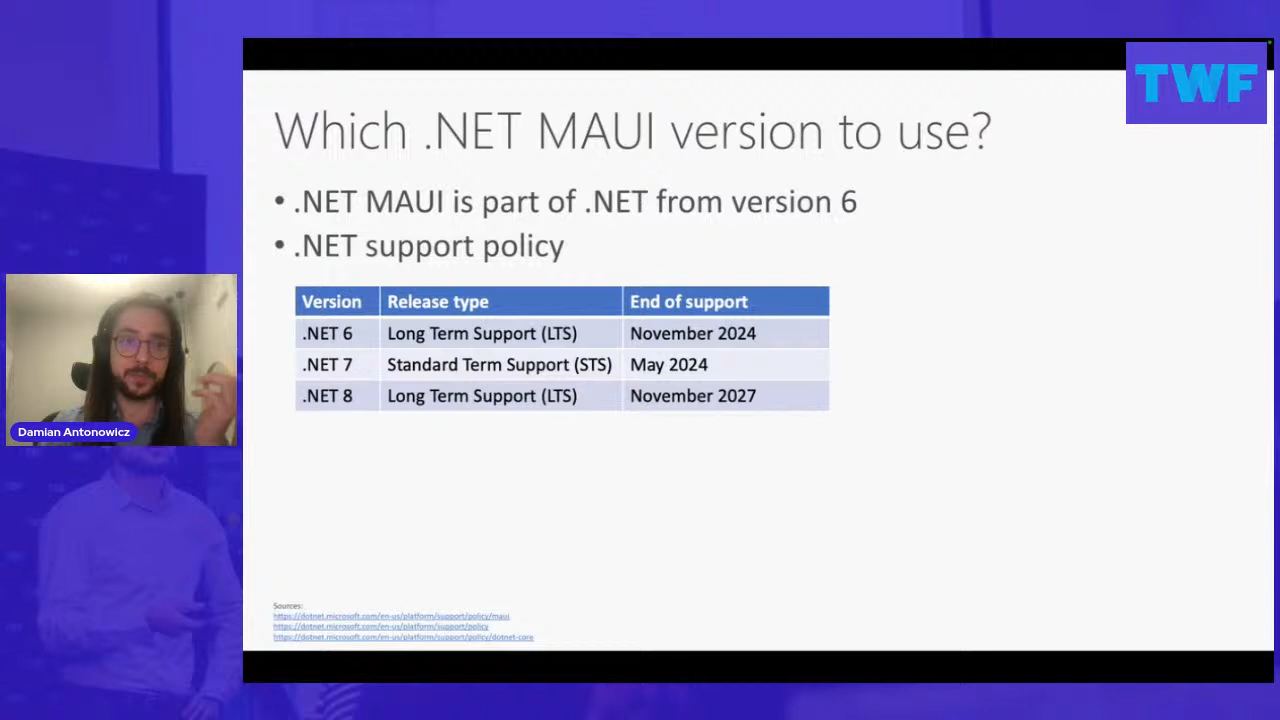 TWF
Which .NET MAUI version to use?
• .NET MAUI is part of .NET from version 6
• .NET support policy
Version Release type End of support
.NET 6 Long Term Support (LTS) November 2024
.NET 7 Standard Term Support (STS) May 2024
.NET 8 Long Term Support (LTS) November 2027
Damian Antonowicz
Sources:
https://dotnet.microsoft.com/en-us/platform/support/policy/maui
https://dotnet.microsoft.com/en-us/platform/support/policy
https://dotnet.microsoft.com/en-us/platform/support/policy/dotnet-core